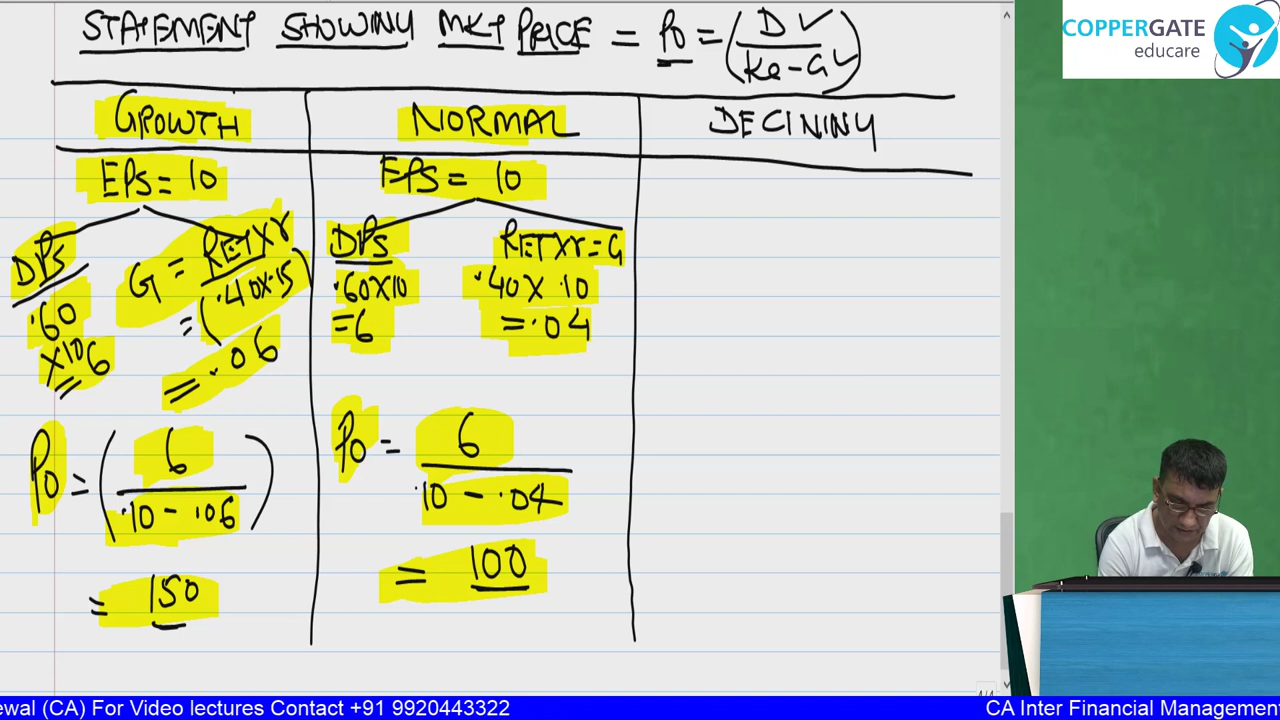 STATEMENT SHOWING MKT PRICE = P0 = (D / Ke - G)
COPPERGATE
educare
GROWTH
EPS = 10
DPS
.60
×10
= 6
G = RET×r
= (.40×.15)
= .06
P0 = (6 / .10 - .06)
= 150
NORMAL
EPS = 10
DPS
.60×10
= 6
RET×r = G
.40× .10
= .04
P0 = 6 / .10 - .04
= 100
DECINING
ewal (CA) For Video lectures Contact +91 9920443322
CA Inter Financial Management